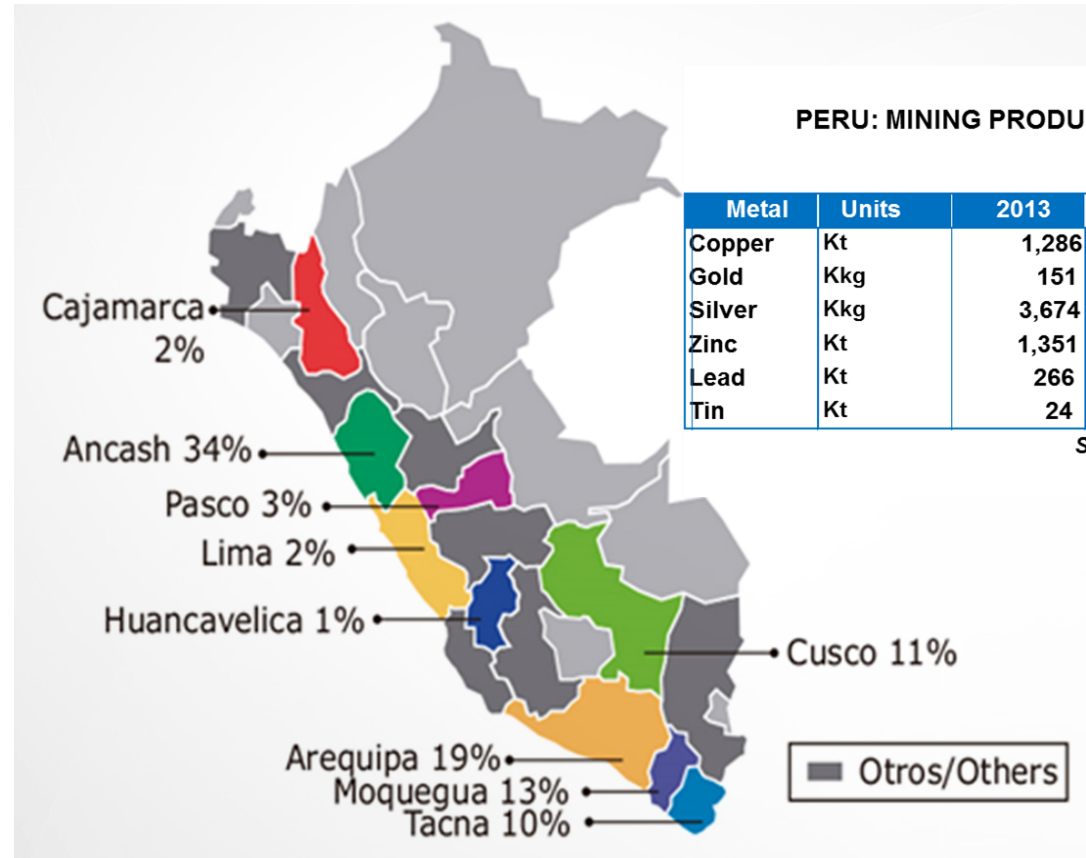 PERU: MINING PRODU
Metal Units 2013
Copper Kt 1,286
Gold Kkg 151
Silver Kkg 3,674
Zinc Kt 1,351
Lead Kt 266
Tin Kt 24
S
Cajamarca
2%
Ancash 34%
Pasco 3%
Lima 2%
Huancavelica 1%
Cusco 11%
Arequipa 19%
Moquegua 13%
Tacna 10%
Otros/Others